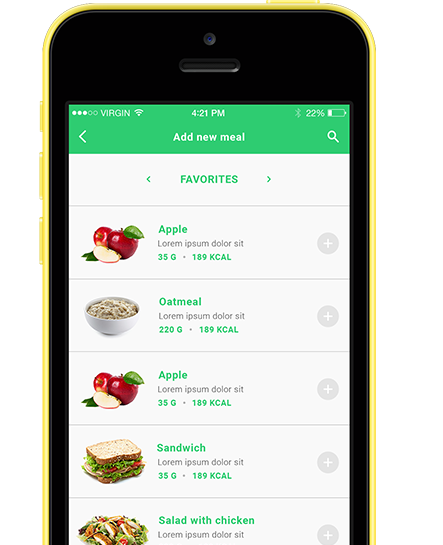 VIRGIN 4:21 PM 22%
Add new meal
FAVORITES
Apple
Lorem ipsum dolor sit
35 G • 189 KCAL
Oatmeal
Lorem ipsum dolor sit
220 G • 189 KCAL
Apple
Lorem ipsum dolor sit
35 G • 189 KCAL
Sandwich
Lorem ipsum dolor sit
35 G • 189 KCAL
Salad with chicken
Lorem ipsum dolor sit